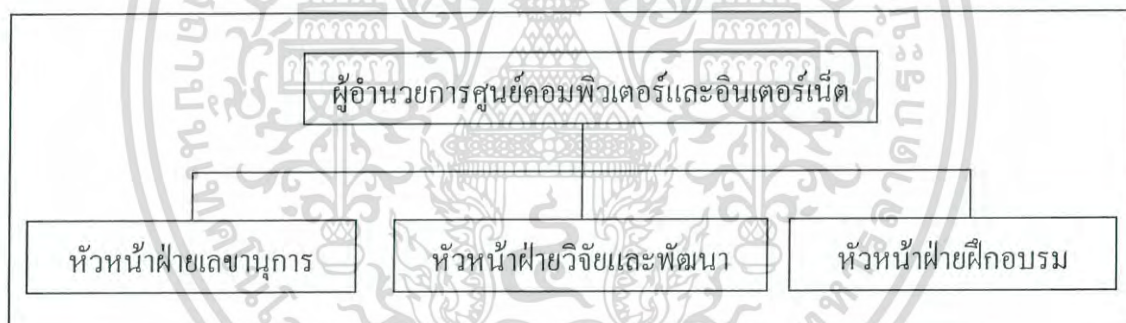 ผู้อำนวยการศูนย์คอมพิวเตอร์และอินเตอร์เน็ต
หัวหน้าฝ่ายเลขานุการ
หัวหน้าฝ่ายวิจัยและพัฒนา
หัวหน้าฝ่ายฝึกอบรม